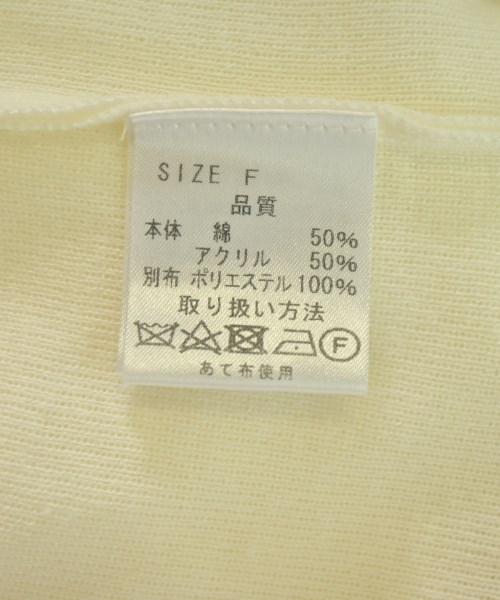 SIZE F
品質
本体 綿 50%
アクリル 50%
別布 ポリエステル 100%
取り扱い方法
F
あて布使用